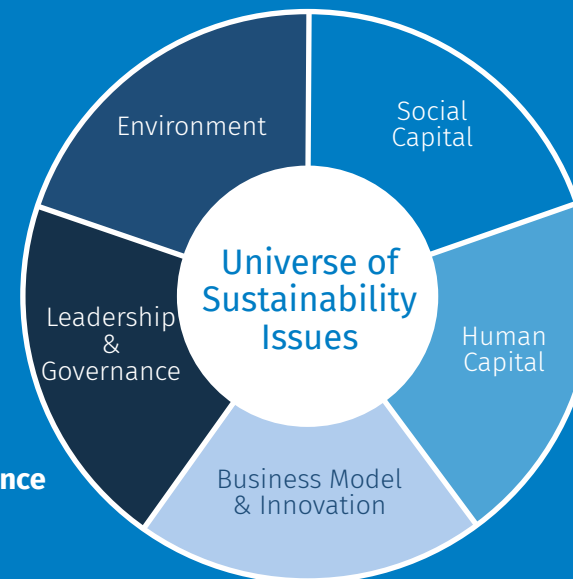 Environment
Social
Capital
Universe of
Sustainability
Issues
Leadership
&
Governance
Human
Capital
nce
Business Model
& Innovation